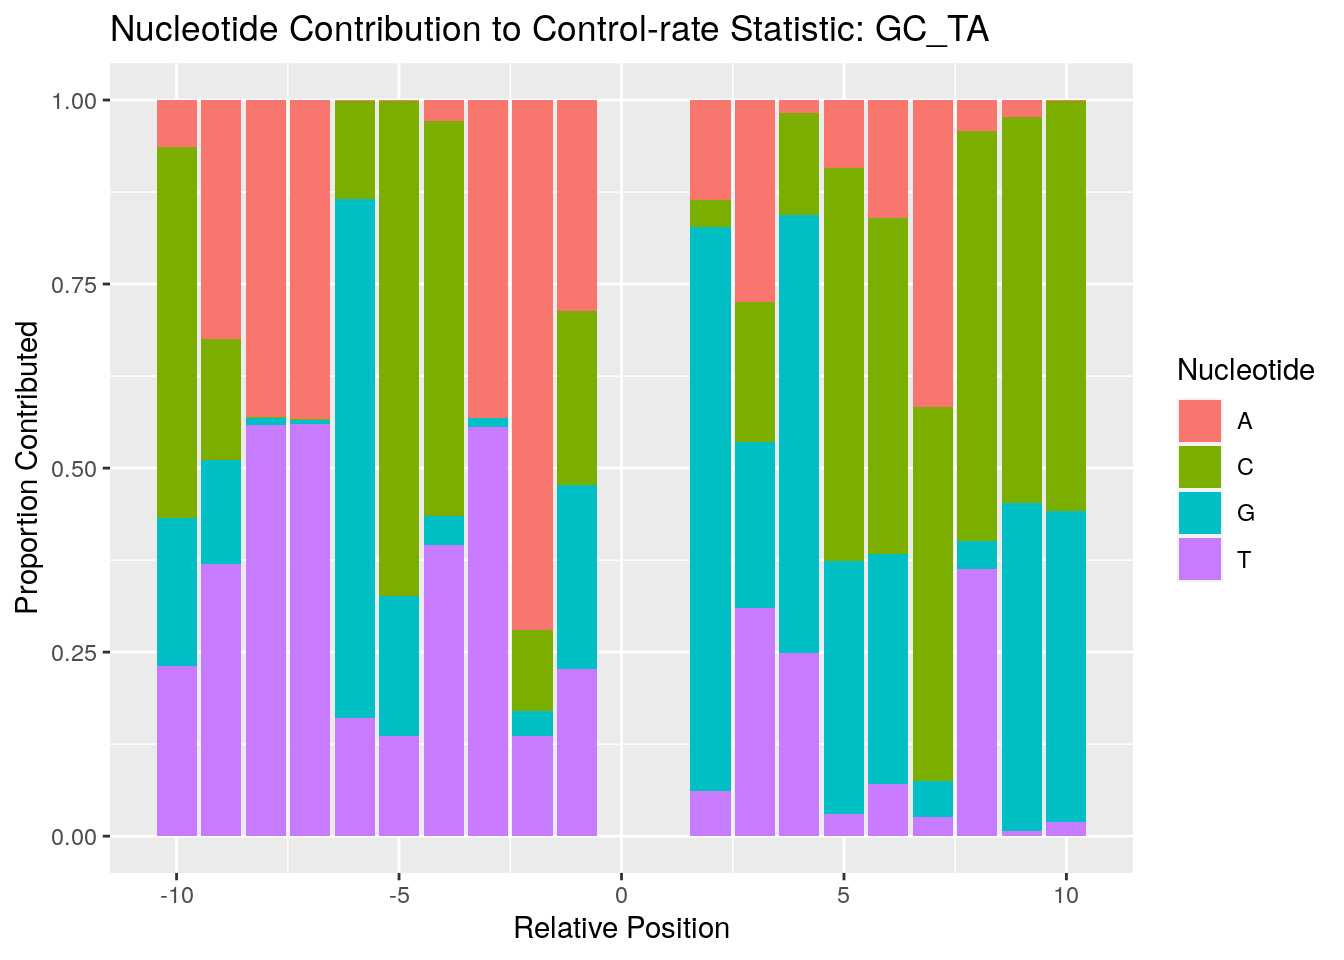 Nucleotide Contribution to Control-rate Statistic: GC_TA
1.00
0.75
0.50
0.25
0.00
Proportion Contributed
-10
-5
0
5
10
Relative Position
Nucleotide
A
C
G
T